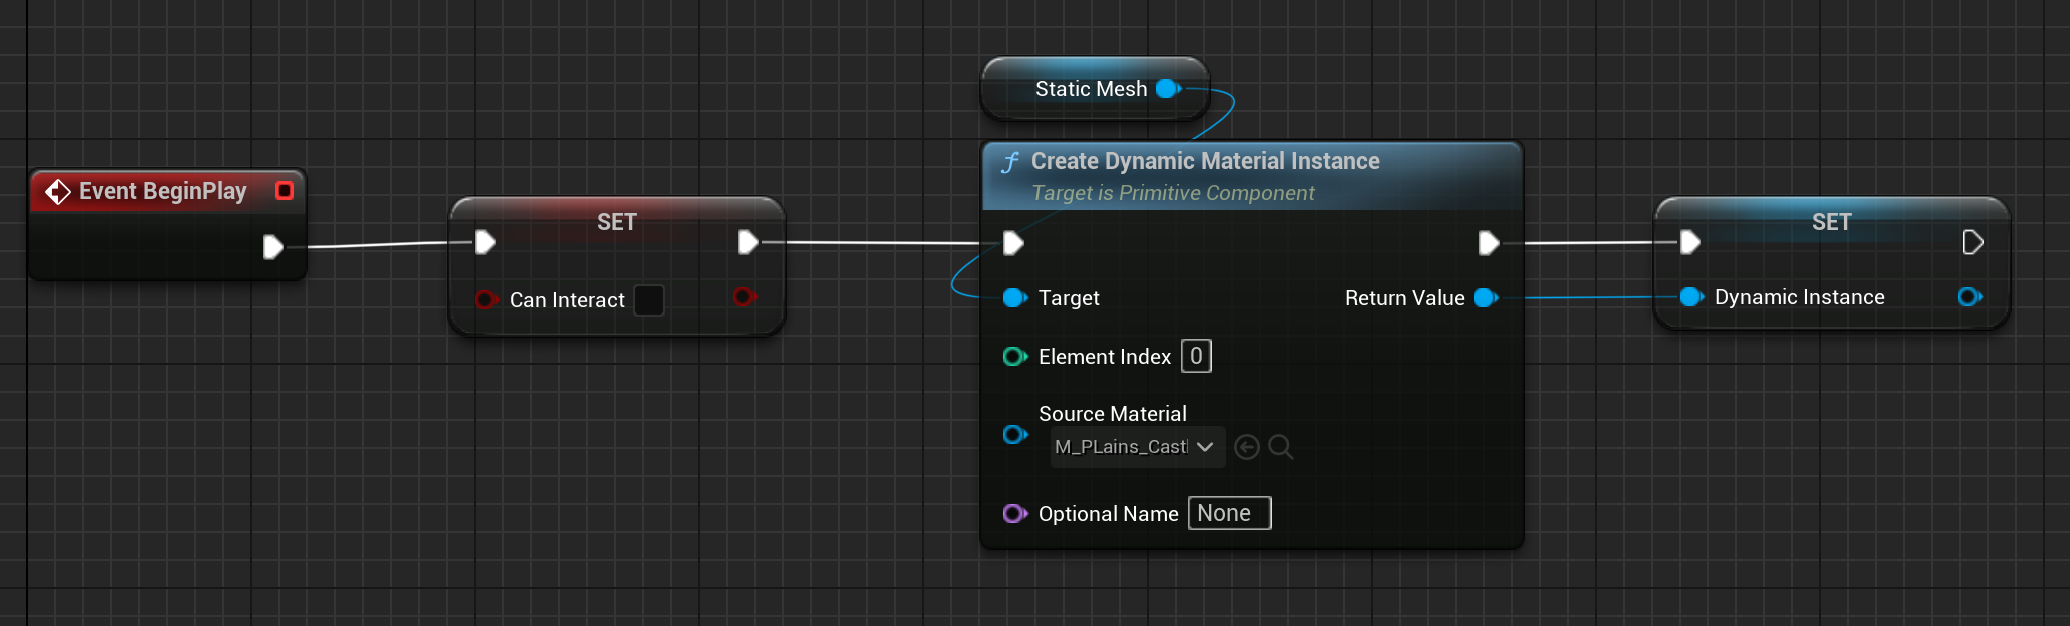 Event BeginPlay
SET
Can Interact
Static Mesh
Create Dynamic Material Instance
Target is Primitive Component
Target
Return Value
Element Index 0
Source Material
M_PLains_Cast
Optional Name None
SET
Dynamic Instance